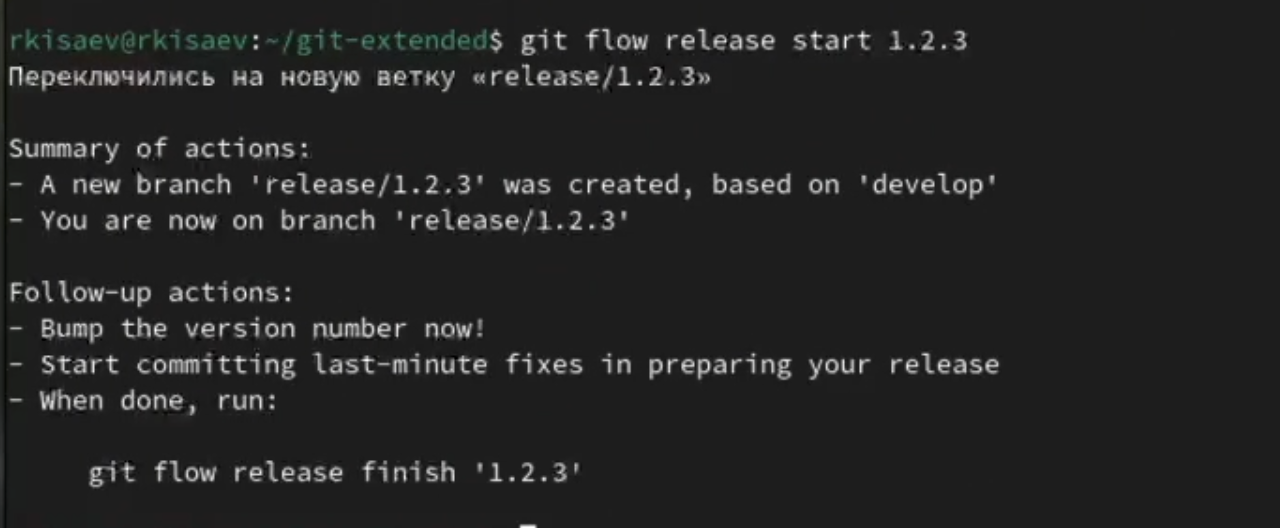 rkisaev@rkisaev:~/git-extended$ git flow release start 1.2.3
Переключились на новую ветку «release/1.2.3»
Summary of actions:
- A new branch 'release/1.2.3' was created, based on 'develop'
- You are now on branch 'release/1.2.3'
Follow-up actions:
- Bump the version number now!
- Start committing last-minute fixes in preparing your release
- When done, run:
git flow release finish '1.2.3'